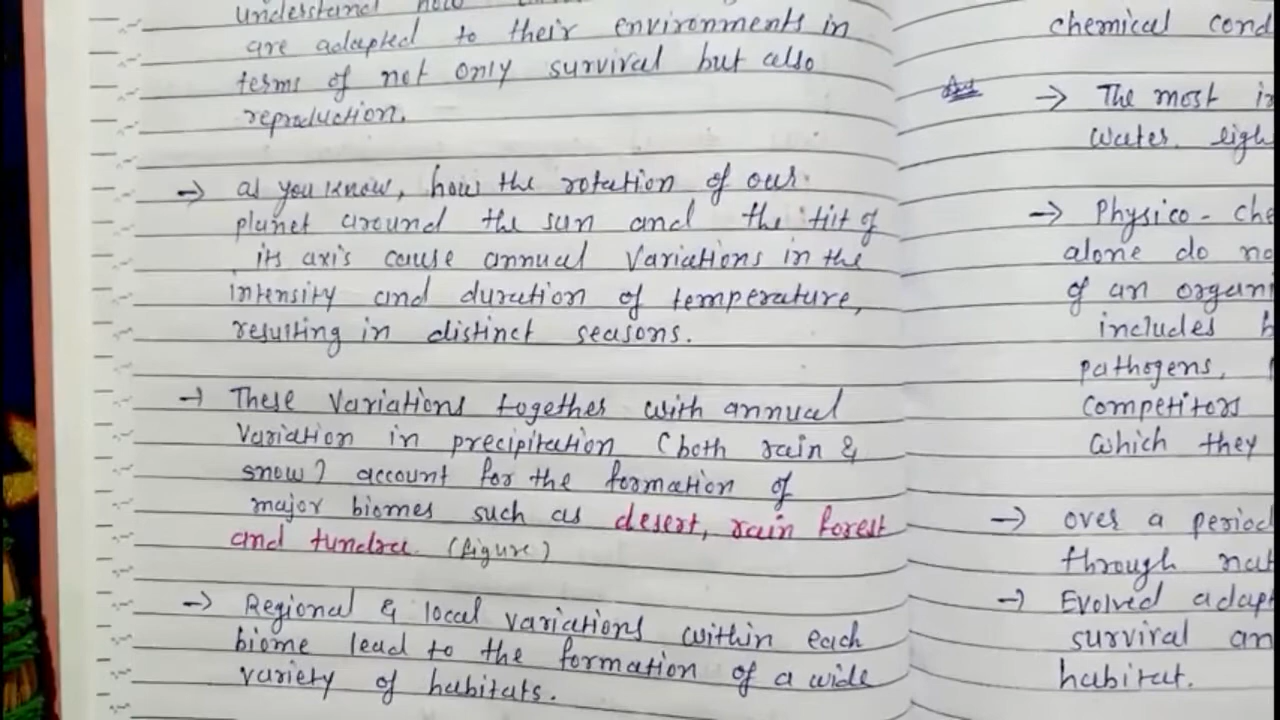 understand how
are adapted to their environments in
terms of not only survival but also
reproduction.
→ as you know, how the rotation of our
planet around the sun and the tilt of
its axis cause annual variations in the
intensity and duration of temperature,
resulting in distinct seasons.
→ These variations together with annual
variation in precipitation (both rain &
snow) account for the formation of
major biomes such as desert, rain forest
and tundra. (figure)
→ Regional & local variations within each
biome lead to the formation of a wide
variety of habitats.
chemical cond
→ The most i
water. ligh
→ Physico - che
alone do no
of an organi
includes b
pathogens,
competitors
which they
→ over a period
through nat
→ Evolved adapt
survival an
habitat.